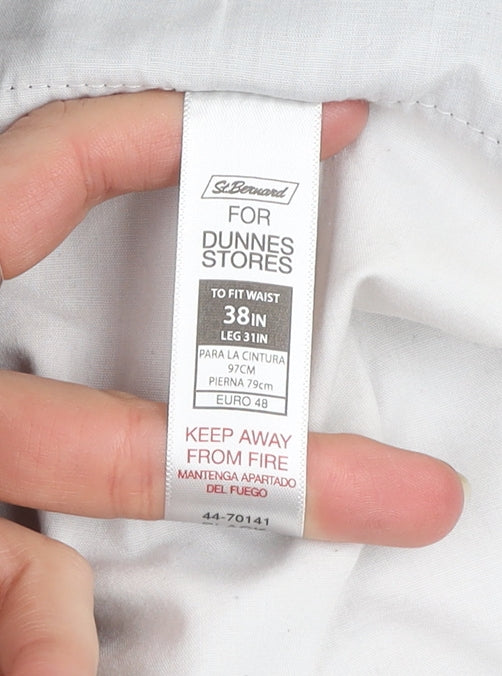 St. Bernard
FOR
DUNNES
STORES
TO FIT WAIST
38IN
LEG 31IN
PARA LA CINTURA
97CM
PIERNA 79cm
EURO 48
KEEP AWAY
FROM FIRE
MANTENGA APARTADO
DEL FUEGO
44-70141